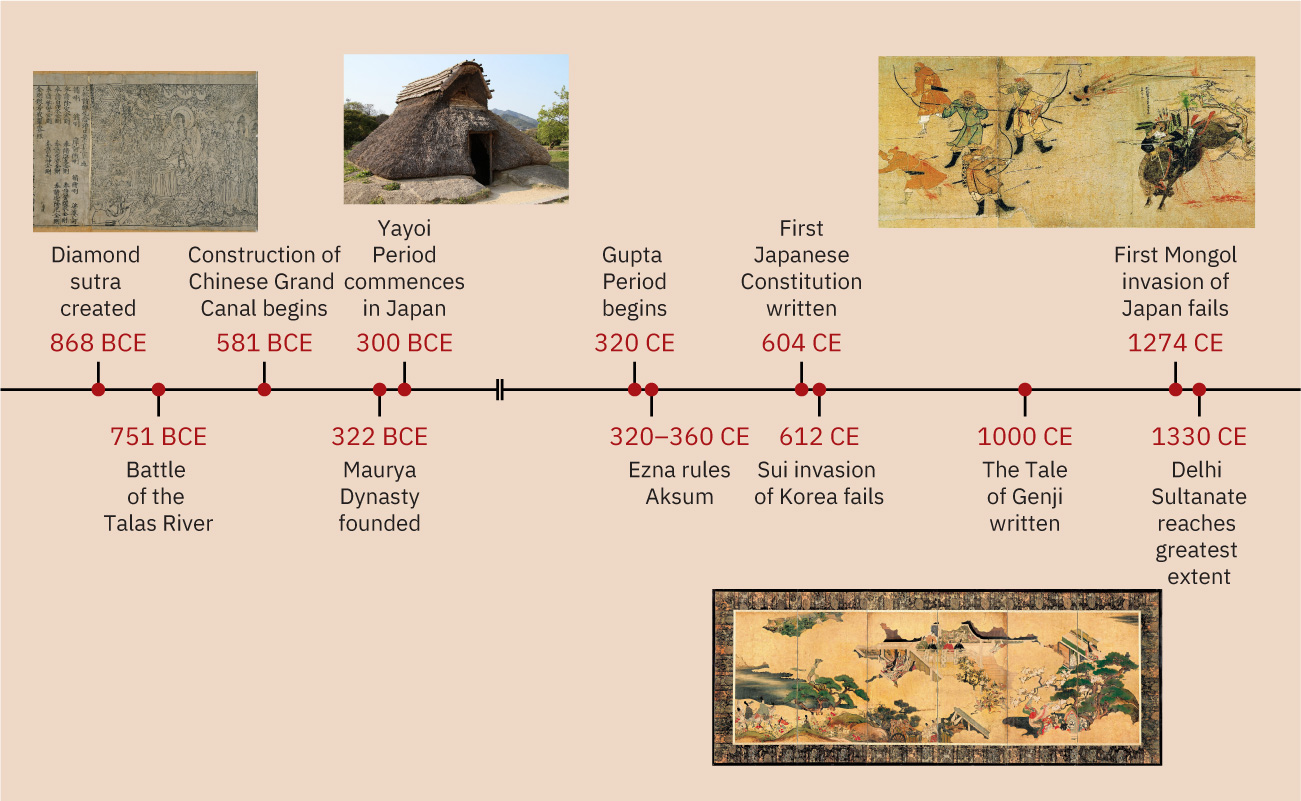 Diamond
sutra
created
868 BCE
751 BCE
Battle
of the
Talas River
Construction of
Chinese Grand
Canal begins
581 BCE
322 BCE
Maurya
Dynasty
founded
Yayoi
Period
commences
in Japan
300 BCE
Gupta
Period
begins
320 CE
320–360 CE
Ezna rules
Aksum
First
Japanese
Constitution
written
604 CE
612 CE
Sui invasion
of Korea fails
1000 CE
The Tale
of Genji
written
First Mongol
invasion of
Japan fails
1274 CE
1330 CE
Delhi
Sultanate
reaches
greatest
extent